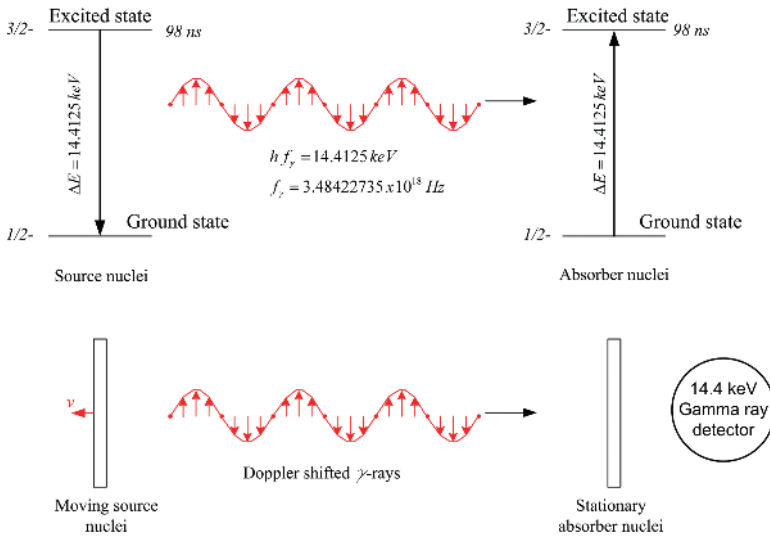 Excited state
3/2-
98 ns
ΔE = 14.4125 keV
h fγ = 14.4125 keV
fγ = 3.48422735 x10¹⁸ Hz
Ground state
1/2-
Source nuclei
Excited state
3/2-
98 ns
ΔE = 14.4125 keV
Ground state
1/2-
Absorber nuclei
v
Doppler shifted γ-rays
Moving source
nuclei
Stationary
absorber nuclei
14.4 keV
Gamma ray
detector